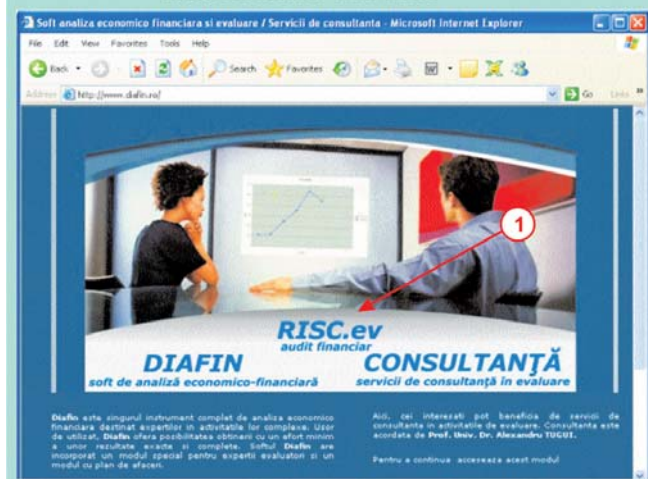 Soft analiza economico financiara si evaluare / Servicii de consultanta - Microsoft Internet Explorer
File Edit View Favorites Tools Help
Back Search Favorites
Address http://www.diafin.ro/ Go Links
1
RISC.ev
audit financiar
DIAFIN
soft de analiză economico-financiară
CONSULTANŢĂ
servicii de consultanţă în evaluare
Diafin este singurul instrument complet de analiza economico
financiara destinat expertilor in activitatile lor complexe. Usor
de utilizat, Diafin ofera posibilitatea obtinerii cu un efort minim
a unor rezultate exacte si complete. Softul Diafin are
incorporat un modul special pentru expertii evaluatori si un
modul cu plan de afaceri.
Aici, cei interesati pot beneficia de servicii de
consultanta in activitatile de evaluare. Consultanta este
acordata de Prof. Univ. Dr. Alexandru TUGUI.
Pentru a continua acceseaza acest modul